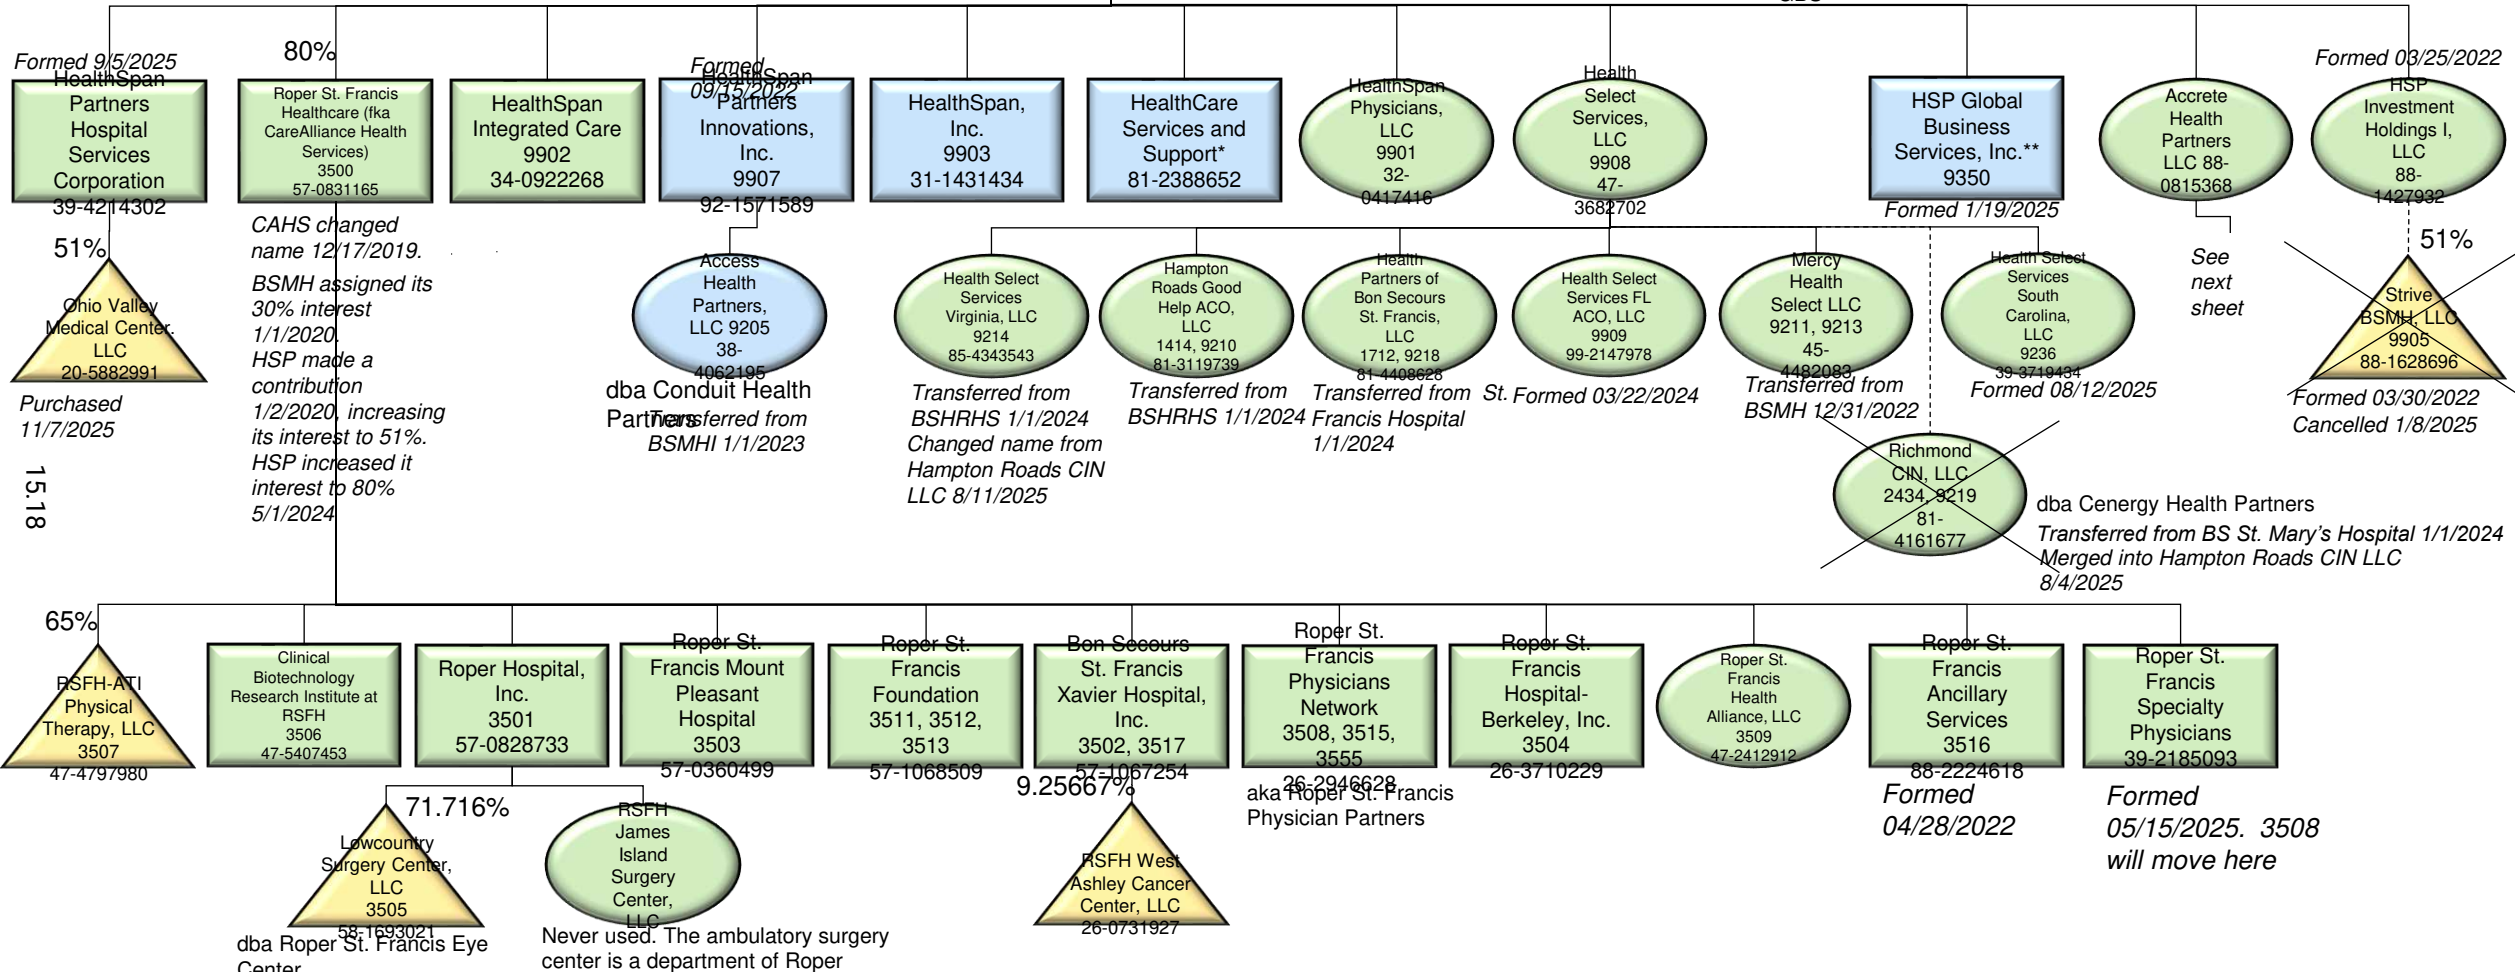 Formed 9/5/2025
HealthSpan
Partners
Hospital
Services
Corporation
39-4214302
80%
Roper St. Francis
Healthcare (fka
CareAlliance Health
Services)
3500
57-0831165
HealthSpan
Integrated Care
9902
34-0922268
Formed
09/15/2022
HealthSpan
Partners
Innovations,
Inc.
9907
92-1571589
HealthSpan,
Inc.
9903
31-1431434
HealthCare
Services and
Support*
81-2388652
HealthSpan
Physicians,
LLC
9901
32-
0417416
Health
Select
Services,
LLC
9908
47-
3682702
HSP Global
Business
Services, Inc.**
9350
Formed 1/19/2025
Accrete
Health
Partners
LLC 88-
0815368
Formed 03/25/2022
HSP
Investment
Holdings I,
LLC
88-
1427932
51%
Ohio Valley
Medical Center.
LLC
20-5882991
Purchased
11/7/2025
15.18
CAHS changed
name 12/17/2019.
BSMH assigned its
30% interest
1/1/2020.
HSP made a
contribution
1/2/2020, increasing
its interest to 51%.
HSP increased it
interest to 80%
5/1/2024
Access
Health
Partners,
LLC 9205
38-
4062195
dba Conduit Health
Partners
Transferred from
BSMHI 1/1/2023
Health Select
Services
Virginia, LLC
9214
85-4343543
Transferred from
BSHRHS 1/1/2024
Changed name from
Hampton Roads CIN
LLC 8/11/2025
Hampton
Roads Good
Help ACO,
LLC
1414, 9210
81-3119739
Transferred from
BSHRHS 1/1/2024
Health
Partners of
Bon Secours
St. Francis,
LLC
1712, 9218
81-4408628
Transferred from St.
Francis Hospital
1/1/2024
Health Select
Services FL
ACO, LLC
9909
99-2147978
Formed 03/22/2024
Mercy
Health
Select LLC
9211, 9213
45-
4482083
Transferred from
BSMH 12/31/2022
Health Select
Services
South
Carolina,
LLC
9236
39-3719434
Formed 08/12/2025
See
next
sheet
51%
Strive
BSMH, LLC
9905
88-1628696
Formed 03/30/2022
Cancelled 1/8/2025
Richmond
CIN, LLC
2434, 9219
81-
4161677
dba Cenergy Health Partners
Transferred from BS St. Mary's Hospital 1/1/2024
Merged into Hampton Roads CIN LLC
8/4/2025
65%
RSFH-ATI
Physical
Therapy, LLC
3507
47-4797980
Clinical
Biotechnology
Research Institute at
RSFH
3506
47-5407453
Roper Hospital,
Inc.
3501
57-0828733
Roper St.
Francis Mount
Pleasant
Hospital
3503
57-0360499
Roper St.
Francis
Foundation
3511, 3512,
3513
57-1068509
Bon Secours
St. Francis
Xavier Hospital,
Inc.
3502, 3517
57-1067254
Roper St.
Francis
Physicians
Network
3508, 3515,
3555
26-2946628
aka Roper St. Francis
Physician Partners
Roper St.
Francis
Hospital-
Berkeley, Inc.
3504
26-3710229
Roper St.
Francis
Health
Alliance, LLC
3509
47-2412912
Roper St.
Francis
Ancillary
Services
3516
88-2224618
Formed
04/28/2022
Roper St.
Francis
Specialty
Physicians
39-2185093
Formed
05/15/2025. 3508
will move here
71.716%
Lowcountry
Surgery Center,
LLC
3505
58-1693021
dba Roper St. Francis Eye
Center
RSFH
James
Island
Surgery
Center,
LLC
Never used. The ambulatory surgery
center is a department of Roper
9.25667%
RSFH West
Ashley Cancer
Center, LLC
26-0731927